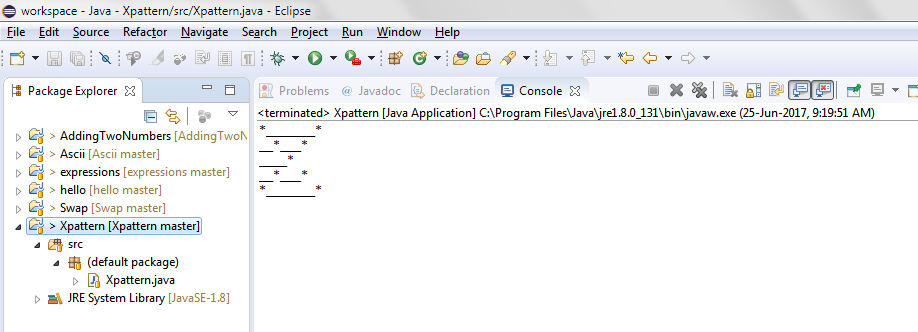 workspace - Java - Xpattern/src/Xpattern.java - Eclipse
File Edit Source Refactor Navigate Search Project Run Window Help
Package Explorer
Problems @ Javadoc Declaration Console
<terminated> Xpattern [Java Application] C:\Program Files\Java\jre1.8.0_131\bin\javaw.exe (25-Jun-2017, 9:19:51 AM)
*_______*
__*___*
____*
__*___*
*_______*
> AddingTwoNumbers [AddingTwoN
> Ascii [Ascii master]
> expressions [expressions master]
> hello [hello master]
> Swap [Swap master]
> Xpattern [Xpattern master]
src
(default package)
Xpattern.java
JRE System Library [JavaSE-1.8]